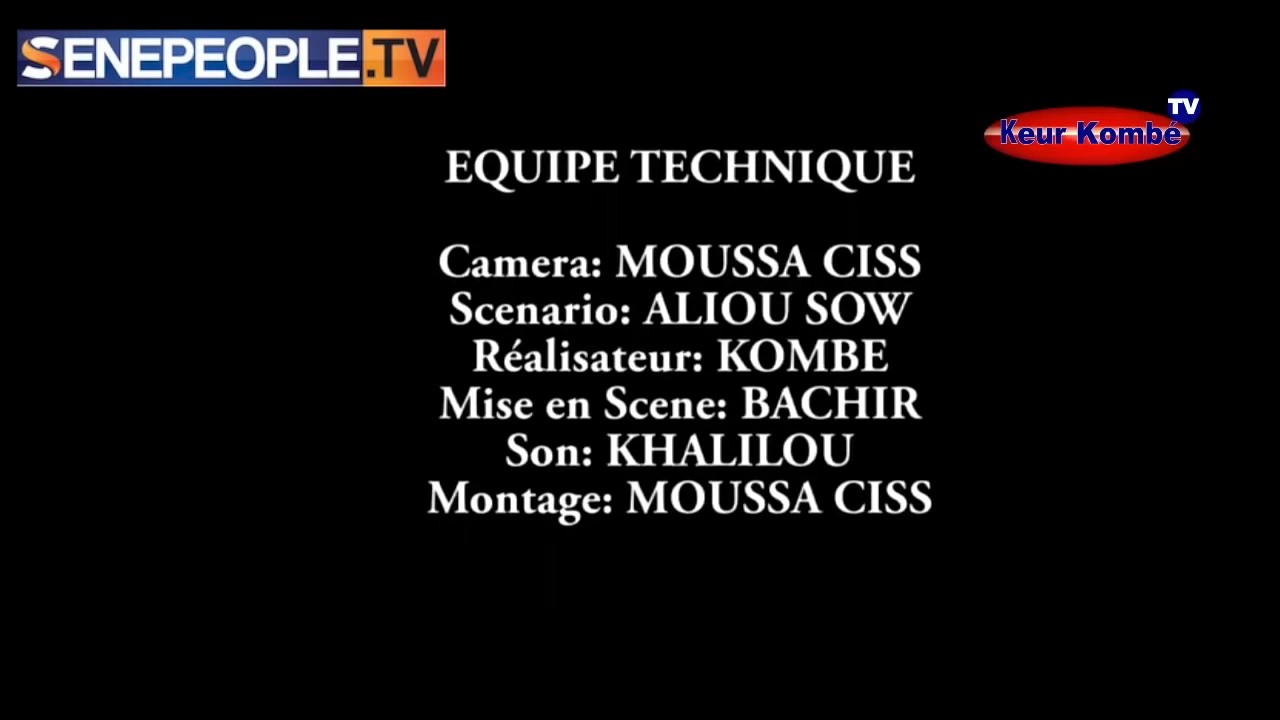 SENEPEOPLE.TV
TV
Keur Kombé
EQUIPE TECHNIQUE
Camera: MOUSSA CISS
Scenario: ALIOU SOW
Réalisateur: KOMBE
Mise en Scene: BACHIR
Son: KHALILOU
Montage: MOUSSA CISS